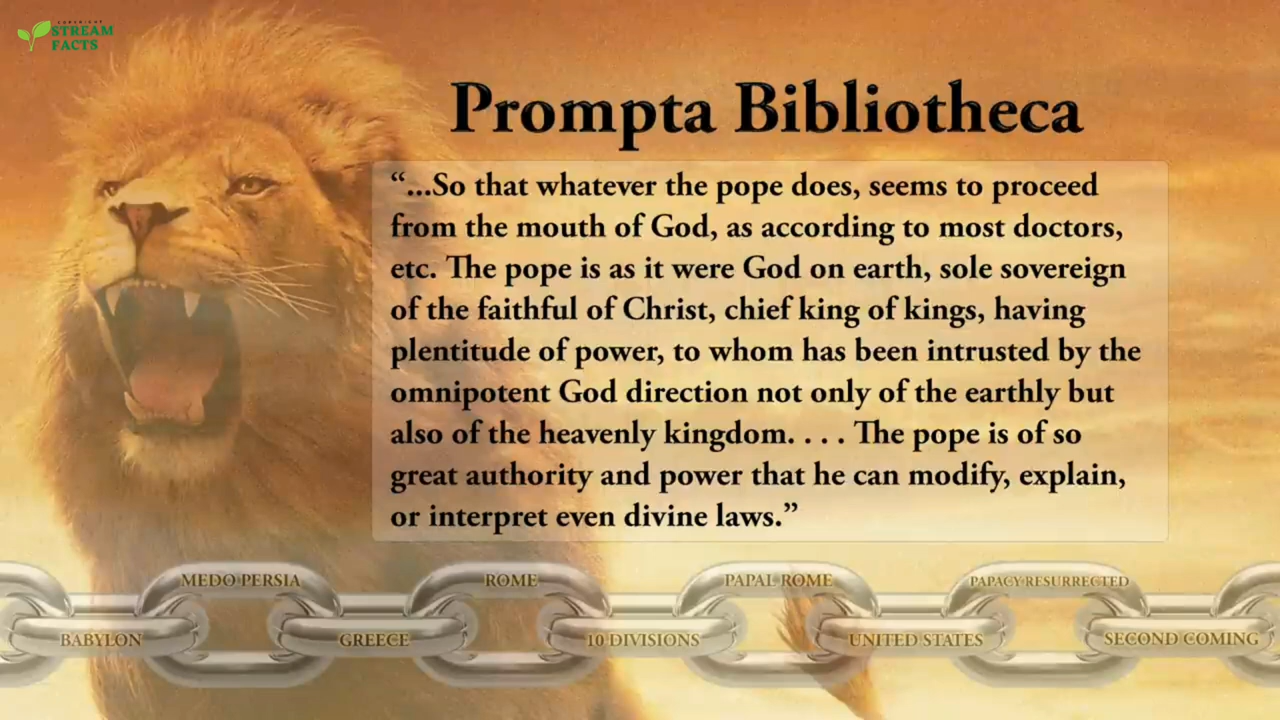 COPYRIGHT
STREAM
FACTS
Prompta Bibliotheca
“...So that whatever the pope does, seems to proceed
from the mouth of God, as according to most doctors,
etc. The pope is as it were God on earth, sole sovereign
of the faithful of Christ, chief king of kings, having
plentitude of power, to whom has been intrusted by the
omnipotent God direction not only of the earthly but
also of the heavenly kingdom. . . . The pope is of so
great authority and power that he can modify, explain,
or interpret even divine laws.”
MEDO PERSIA
ROME
PAPAL ROME
PAPACY RESURRECTED
BABYLON
GREECE
10 DIVISIONS
UNITED STATES
SECOND COMING